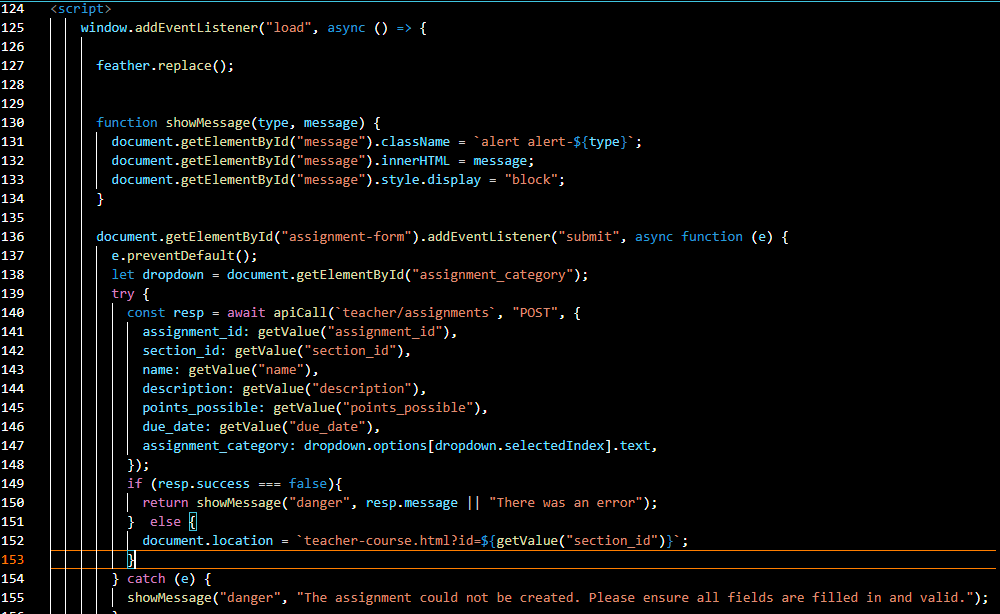 124 <script>
125 window.addEventListener("load", async () => {
126
127 feather.replace();
128
129
130 function showMessage(type, message) {
131 document.getElementById("message").className = `alert alert-${type}`;
132 document.getElementById("message").innerHTML = message;
133 document.getElementById("message").style.display = "block";
134 }
135
136 document.getElementById("assignment-form").addEventListener("submit", async function (e) {
137 e.preventDefault();
138 let dropdown = document.getElementById("assignment_category");
139 try {
140 const resp = await apiCall(`teacher/assignments`, "POST", {
141 assignment_id: getValue("assignment_id"),
142 section_id: getValue("section_id"),
143 name: getValue("name"),
144 description: getValue("description"),
145 points_possible: getValue("points_possible"),
146 due_date: getValue("due_date"),
147 assignment_category: dropdown.options[dropdown.selectedIndex].text,
148 });
149 if (resp.success === false){
150 return showMessage("danger", resp.message || "There was an error");
151 } else {
152 document.location = `teacher-course.html?id=${getValue("section_id")}`;
153 }
154 } catch (e) {
155 showMessage("danger", "The assignment could not be created. Please ensure all fields are filled in and valid.");